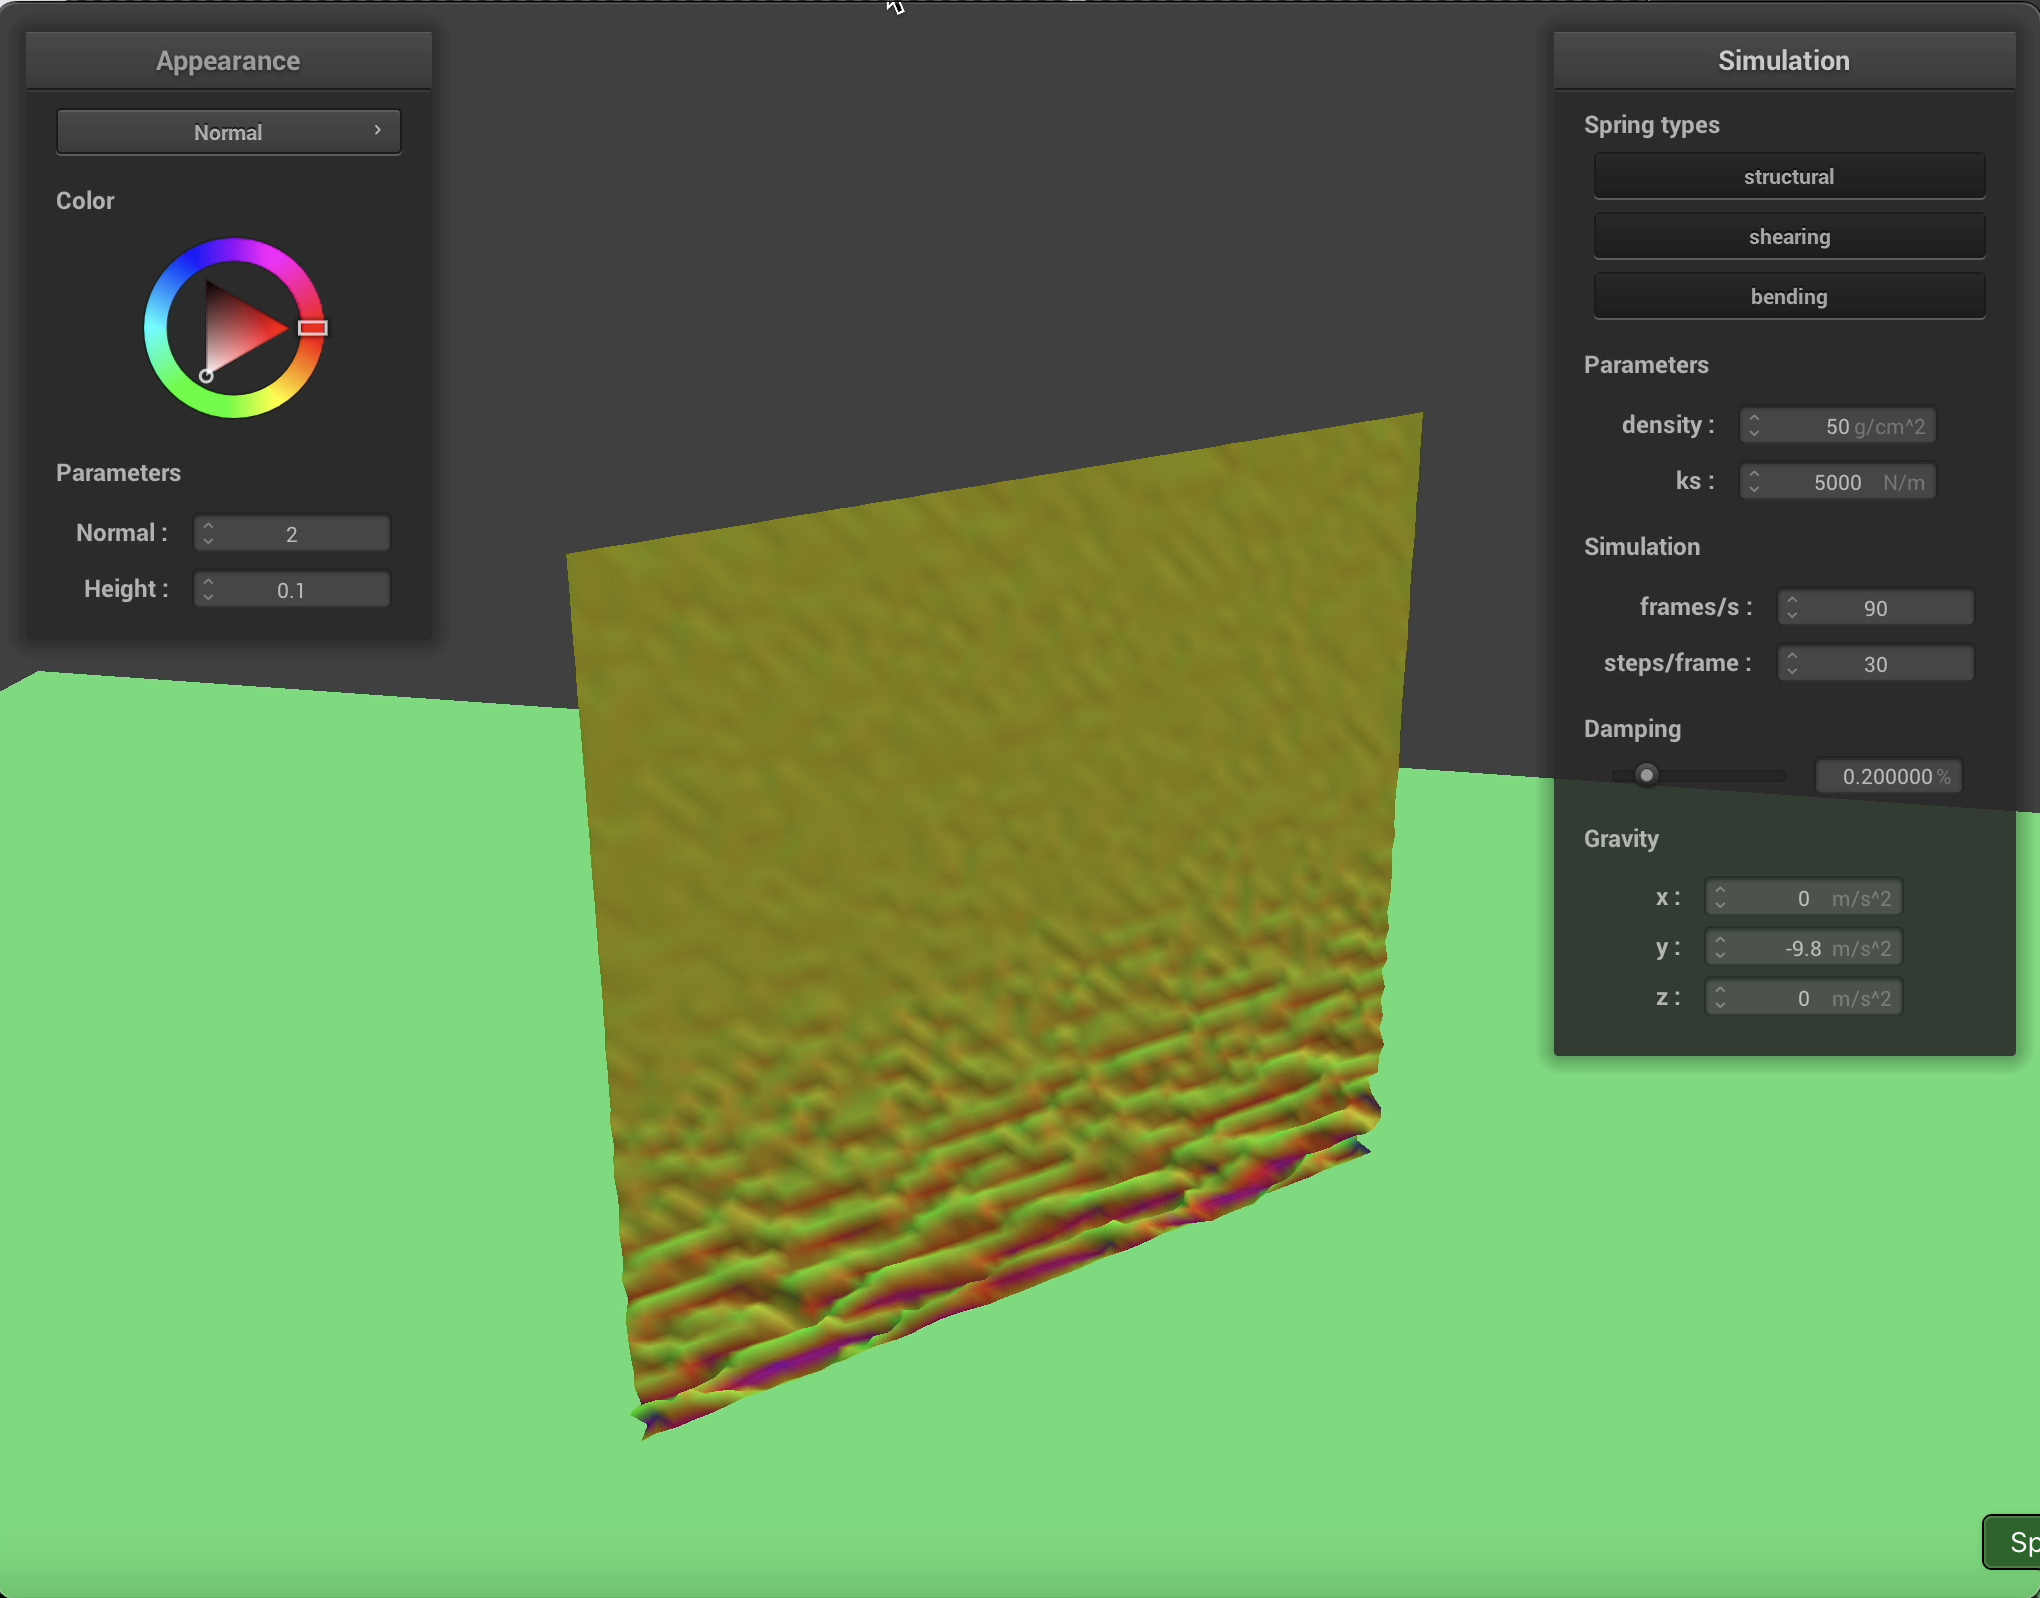 Appearance
Normal
Color
Parameters
Normal : 2
Height : 0.1
Simulation
Spring types
structural
shearing
bending
Parameters
density : 50 g/cm^2
ks : 5000 N/m
Simulation
frames/s : 90
steps/frame : 30
Damping
0.200000 %
Gravity
x : 0 m/s^2
y : -9.8 m/s^2
z : 0 m/s^2
Sp